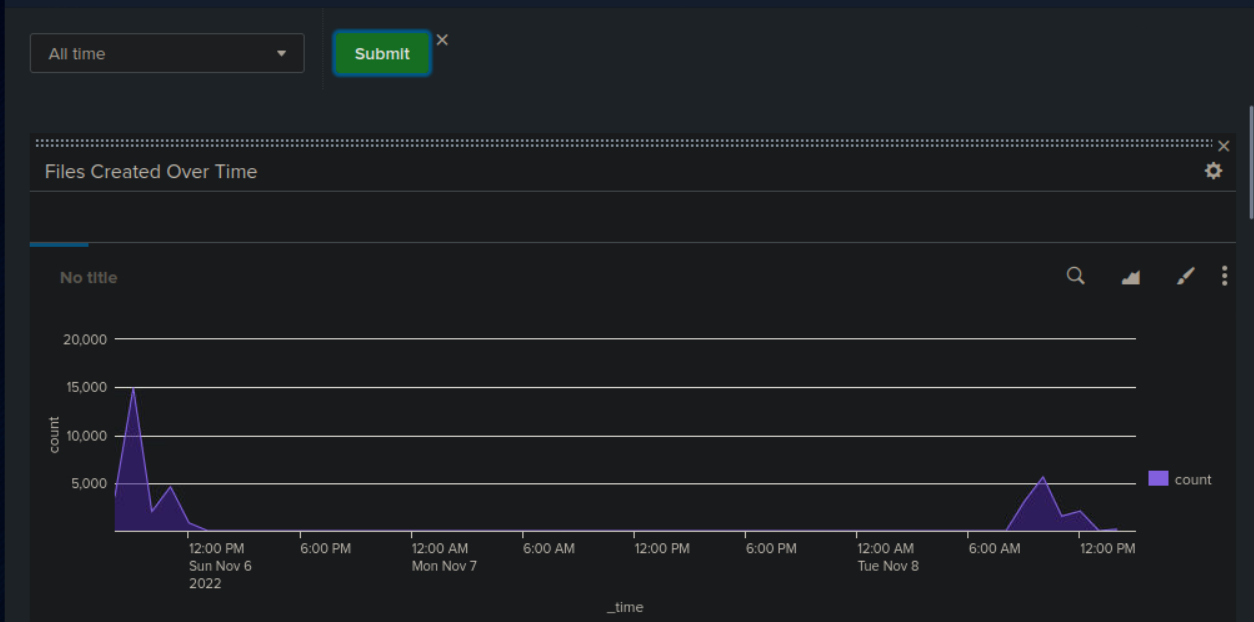 All time
Submit
Files Created Over Time
No title
20,000
15,000
10,000
5,000
count
count
12:00 PM 6:00 PM 12:00 AM 6:00 AM 12:00 PM 6:00 PM 12:00 AM 6:00 AM 12:00 PM
Sun Nov 6 Mon Nov 7 Tue Nov 8
2022
_time